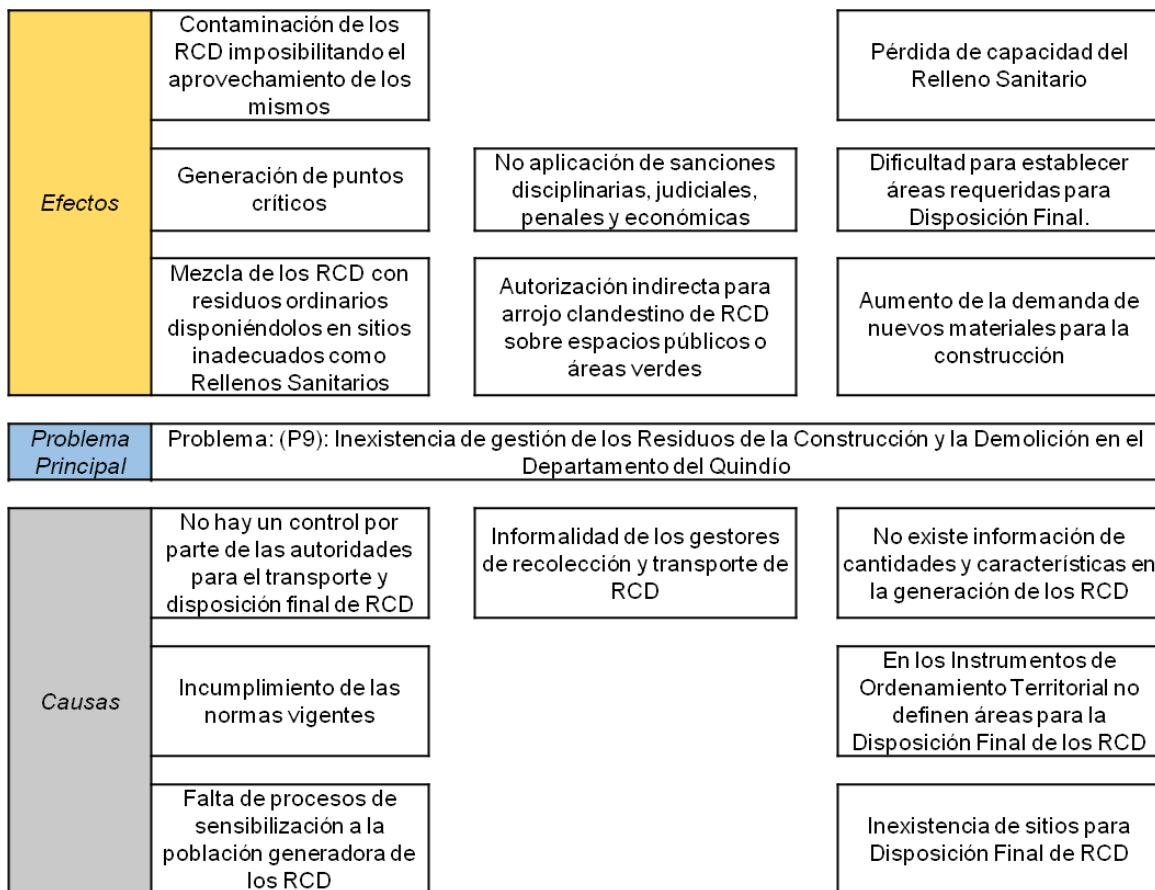 Efectos
Contaminación de los
RCD imposibilitando el
aprovechamiento de los
mismos
Pérdida de capacidad del
Relleno Sanitario
Generación de puntos
críticos
No aplicación de sanciones
disciplinarias, judiciales,
penales y económicas
Dificultad para establecer
áreas requeridas para
Disposición Final.
Mezcla de los RCD con
residuos ordinarios
disponiéndolos en sitios
inadecuados como
Rellenos Sanitarios
Autorización indirecta para
arrojo clandestino de RCD
sobre espacios públicos o
áreas verdes
Aumento de la demanda de
nuevos materiales para la
construcción
Problema
Principal
Problema: (P9): Inexistencia de gestión de los Residuos de la Construcción y la Demolición en el
Departamento del Quindío
Causas
No hay un control por
parte de las autoridades
para el transporte y
disposición final de RCD
Informalidad de los gestores
de recolección y transporte de
RCD
No existe información de
cantidades y características en
la generación de los RCD
Incumplimiento de las
normas vigentes
En los Instrumentos de
Ordenamiento Territorial no
definen áreas para la
Disposición Final de los RCD
Falta de procesos de
sensibilización a la
población generadora de
los RCD
Inexistencia de sitios para
Disposición Final de RCD